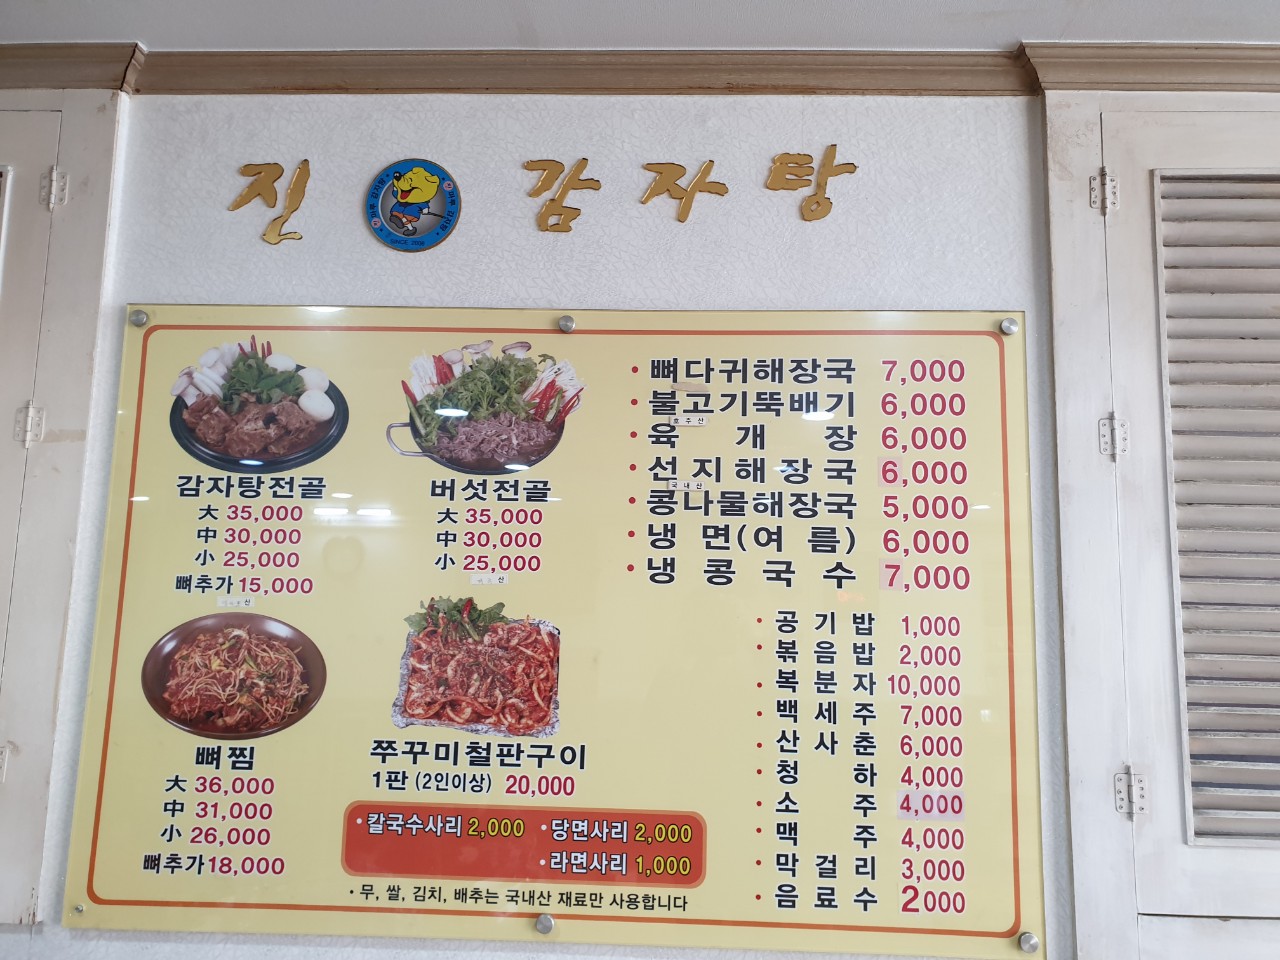 진 감자탕
SINCE 2006
감자탕전골
大 35,000
中 30,000
小 25,000
뼈추가 15,000
버섯전골
大 35,000
中 30,000
小 25,000
산
뼈찜
大 36,000
中 31,000
小 26,000
뼈추가 18,000
쭈꾸미철판구이
1판 (2인이상) 20,000
• 칼국수사리 2,000 • 당면사리 2,000
• 라면사리 1,000
• 무, 쌀, 김치, 배추는 국내산 재료만 사용합니다
• 뼈다귀해장국 7,000
• 불고기뚝배기 6,000
호주산
• 육개장 6,000
• 선지해장국 6,000
국내산
• 콩나물해장국 5,000
• 냉면(여름) 6,000
• 냉콩국수 7,000
• 공기밥 1,000
• 볶음밥 2,000
• 복분자 10,000
• 백세주 7,000
• 산사춘 6,000
• 청하 4,000
• 소주 4,000
• 맥주 4,000
• 막걸리 3,000
• 음료수 2000